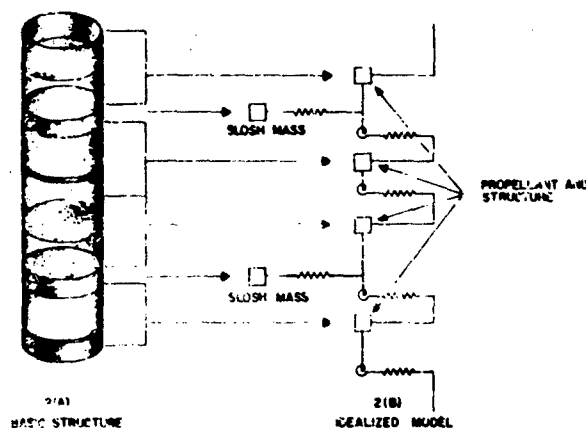 SLOSH MASS
PROPELLANT AND
STRUCTURE
SLOSH MASS
2(A)
BASIC STRUCTURE
2(B)
IDEALIZED MODEL